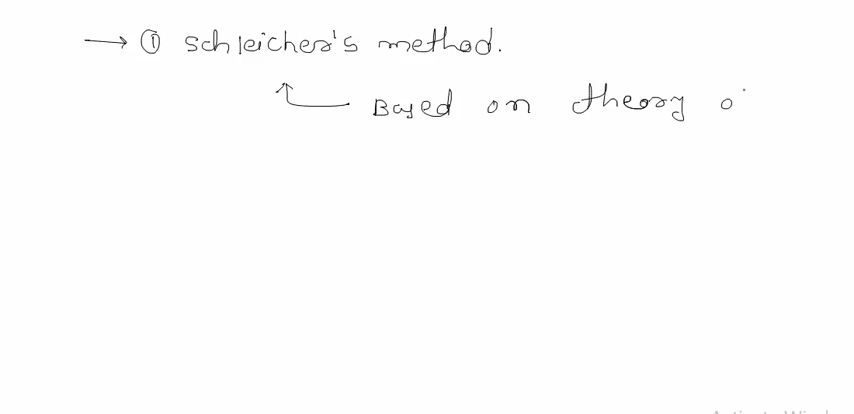 → ① schleicher's method.
Based on theory o